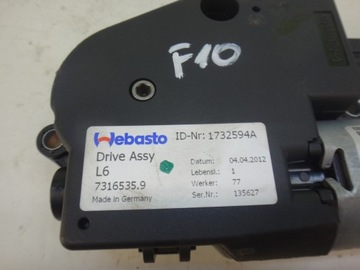 F10
Webasto
ID-Nr: 1732594A
Drive Assy
L6
Datum: 04.04.2012
Lebensl.: 1
7316535.9
Werker: 77
Made in Germany
Ser.Nr.: 135627